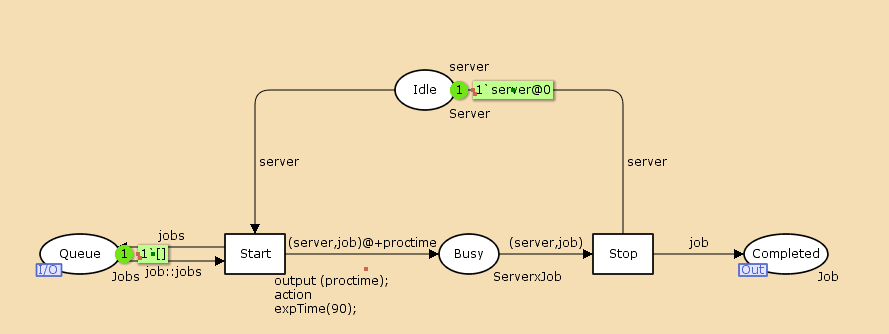 server
Idle
1
1`server@0
Server
server
server
jobs
(server,job)@+proctime
(server,job)
job
Queue
1
1`[]
Start
Busy
Stop
Completed
I/O
Jobs
job::jobs
ServerxJob
Out
Job
output (proctime);
action
expTime(90);